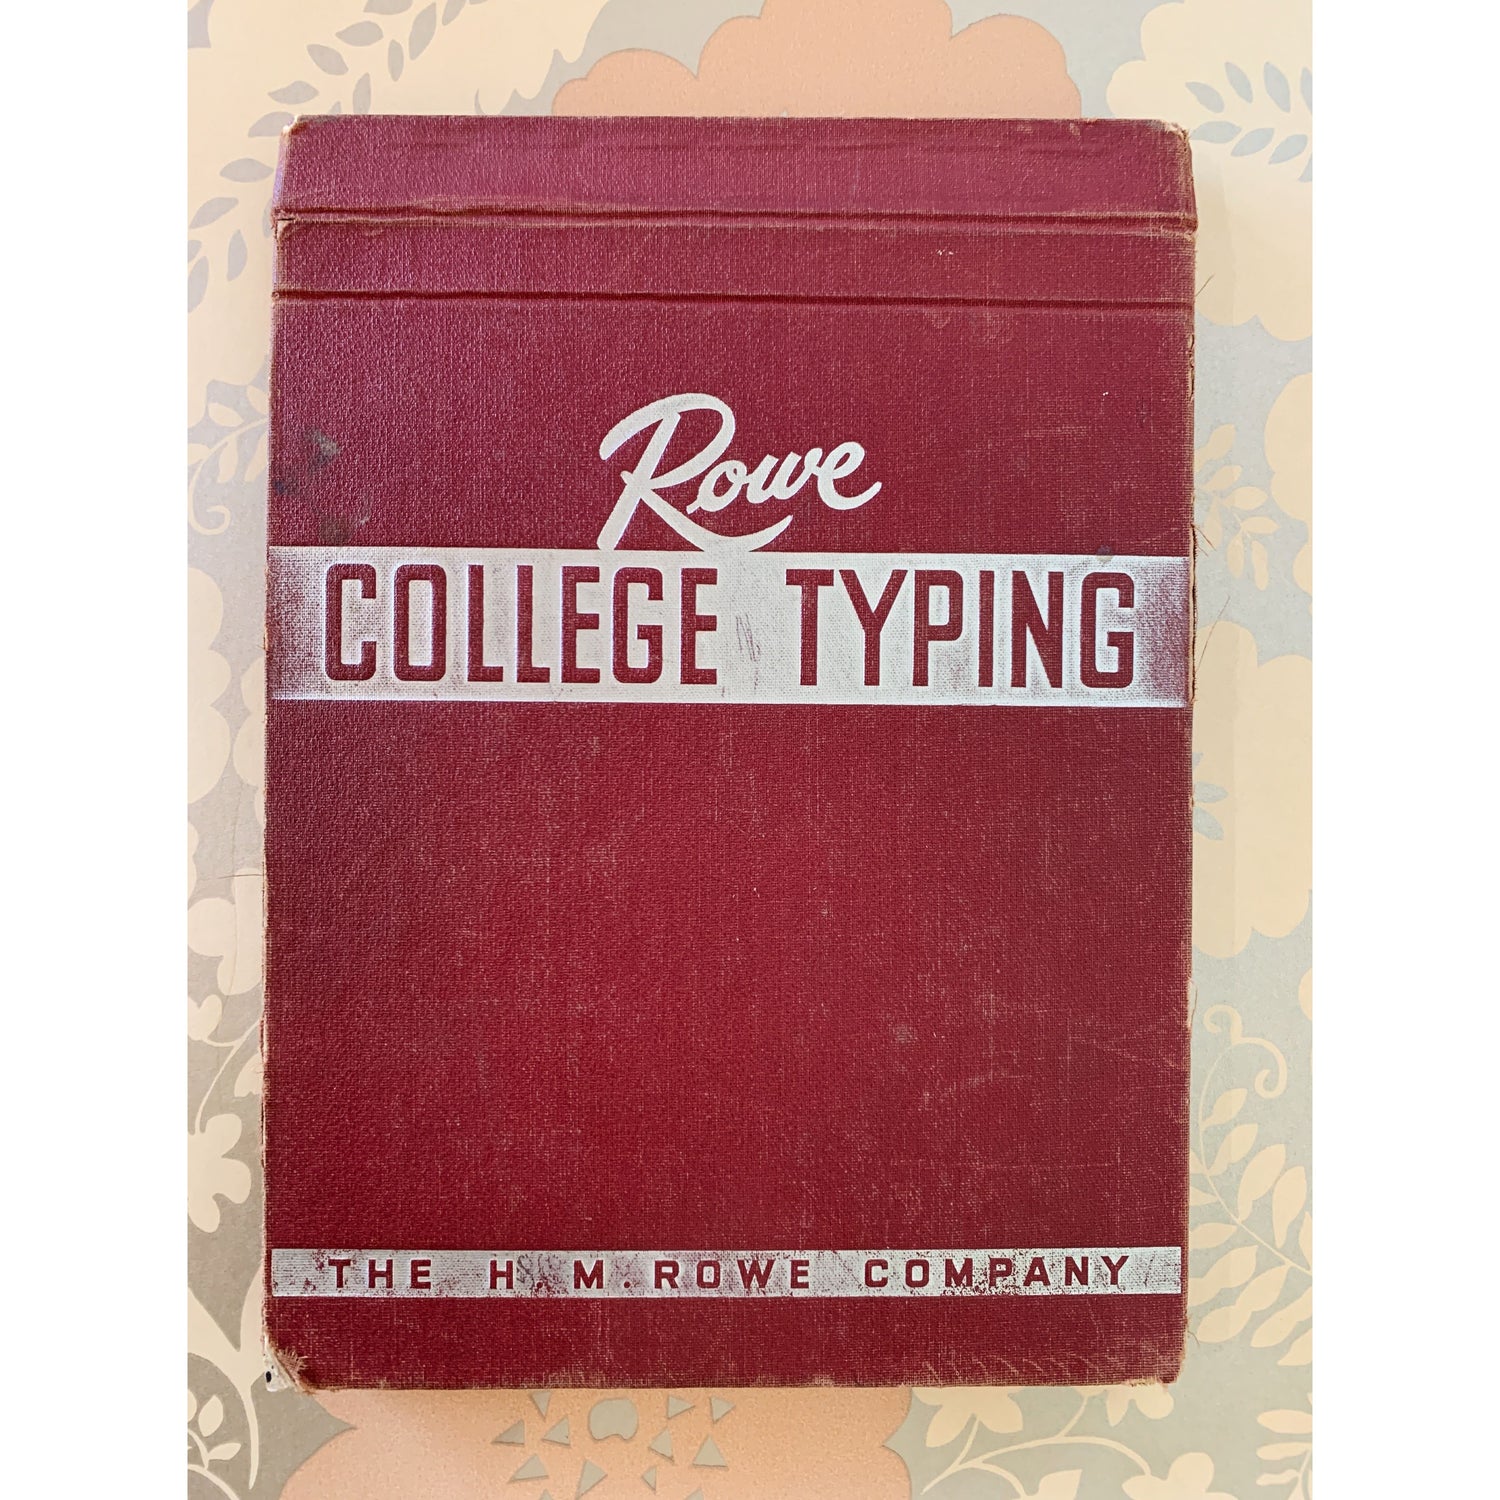 Rowe
COLLEGE TYPING
THE H. M. ROWE COMPANY